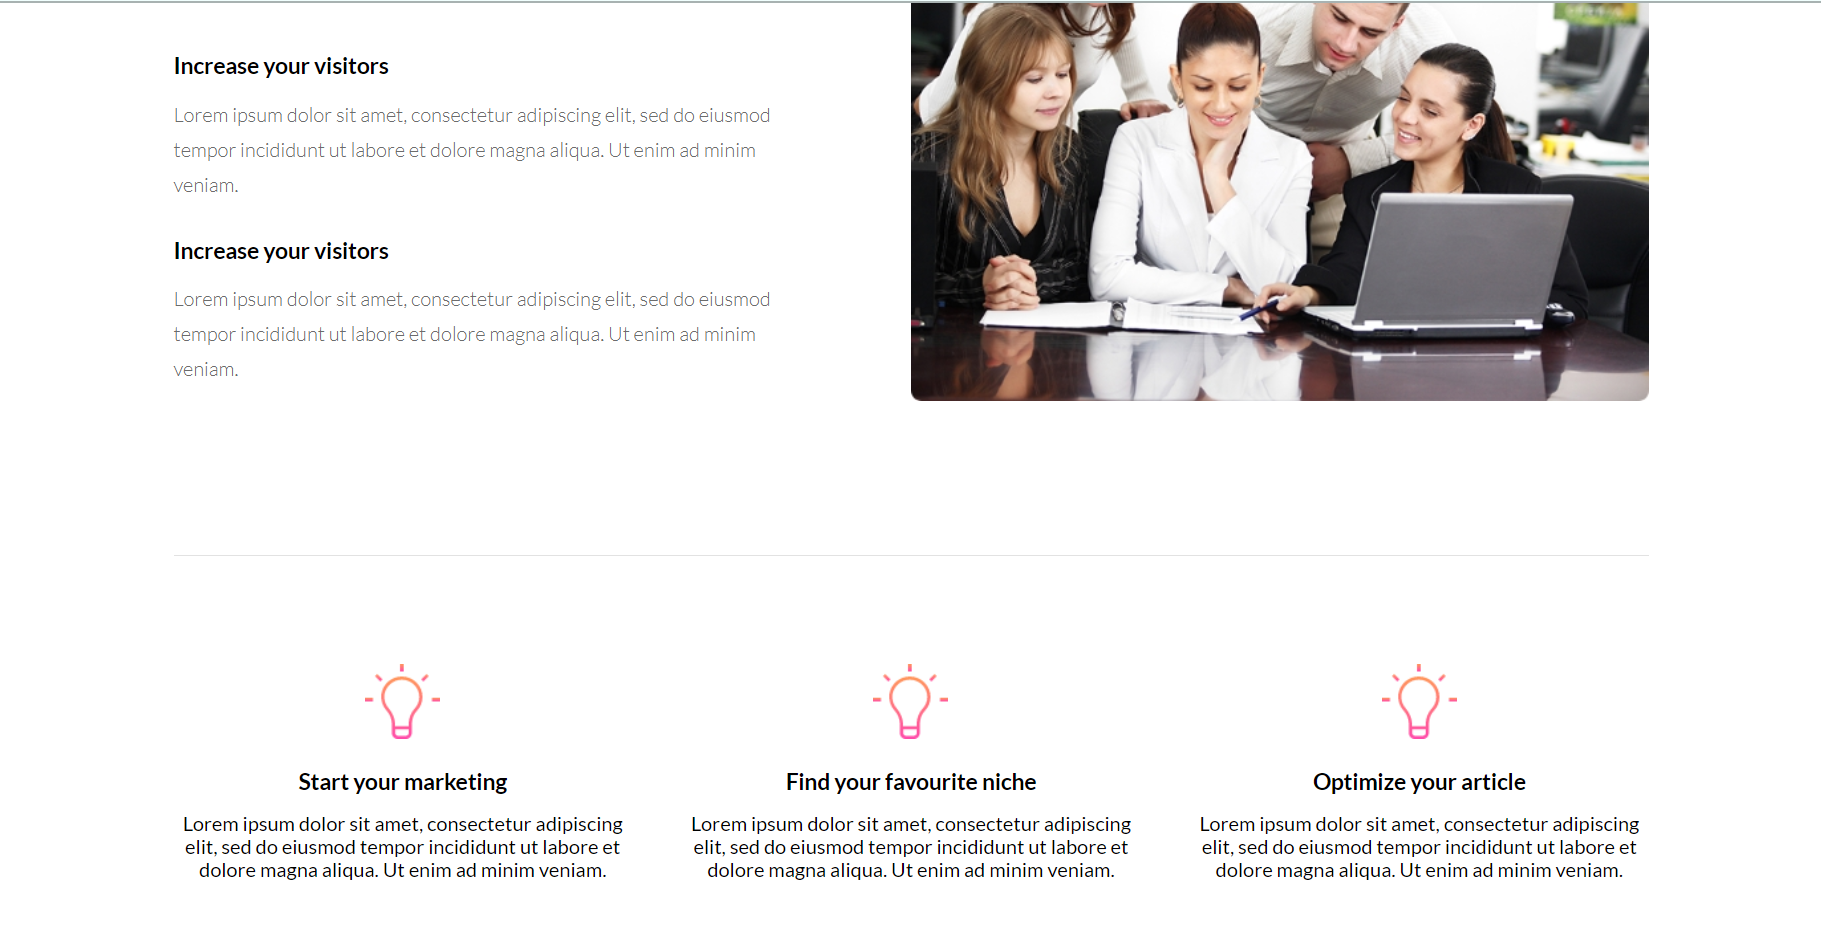 Increase your visitors
Lorem ipsum dolor sit amet, consectetur adipiscing elit, sed do eiusmod
tempor incididunt ut labore et dolore magna aliqua. Ut enim ad minim
veniam.
Increase your visitors
Lorem ipsum dolor sit amet, consectetur adipiscing elit, sed do eiusmod
tempor incididunt ut labore et dolore magna aliqua. Ut enim ad minim
veniam.
Start your marketing
Lorem ipsum dolor sit amet, consectetur adipiscing
elit, sed do eiusmod tempor incididunt ut labore et
dolore magna aliqua. Ut enim ad minim veniam.
Find your favourite niche
Lorem ipsum dolor sit amet, consectetur adipiscing
elit, sed do eiusmod tempor incididunt ut labore et
dolore magna aliqua. Ut enim ad minim veniam.
Optimize your article
Lorem ipsum dolor sit amet, consectetur adipiscing
elit, sed do eiusmod tempor incididunt ut labore et
dolore magna aliqua. Ut enim ad minim veniam.